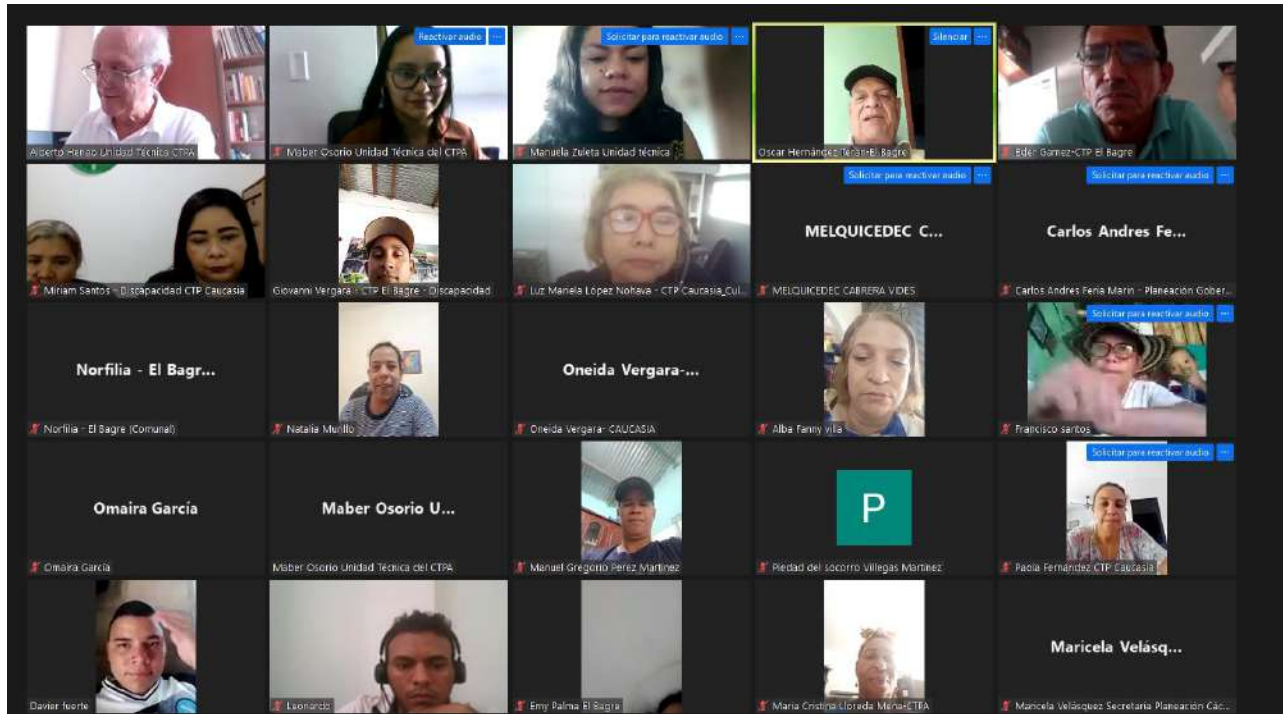 Reactivar audio ...
Solicitar para reactivar audio ...
Silenciar ...
Alberto Henao Unidad Técnica CTPA
Maber Osorio Unidad Técnica del CTPA
Manuela Zuleta Unidad técnica
Oscar Hernández Terán-El Bagre
Eder Gamez-CTP El Bagre
Solicitar para reactivar audio ...
Solicitar para reactivar audio ...
MELQUICEDEC C...
Carlos Andres Fe...
Miriam Santos - Discapacidad CTP Caucasia
Giovanni Vergara - CTP El Bagre - Discapacidad
Luz Mariela López Nohava - CTP Caucasia_Cul...
MELQUICEDEC CABRERA VIDES
Carlos Andres Feria Marin - Planeación Gober...
Solicitar para reactivar audio ...
Norfilia - El Bagr...
Oneida Vergara-...
Norfilia - El Bagre (Comunal)
Natalia Murillo
Oneida Vergara- CAUCASIA
Alba Fanny villa
Francisco santos
Solicitar para reactivar audio ...
Omaira García
Maber Osorio U...
P
Omaira García
Maber Osorio Unidad Técnica del CTPA
Manuel Gregorio Perez Martinez
Piedad del socorro Villegas Martinez
Paola Fernández CTP Caucasia
Maricela Velásq...
Davier fuerte
Leonardo
Emy Palma El Bagre
Maria Cristina Lloreda Mena-CTPA
Maricela Velásquez Secretaria Planeación Các...